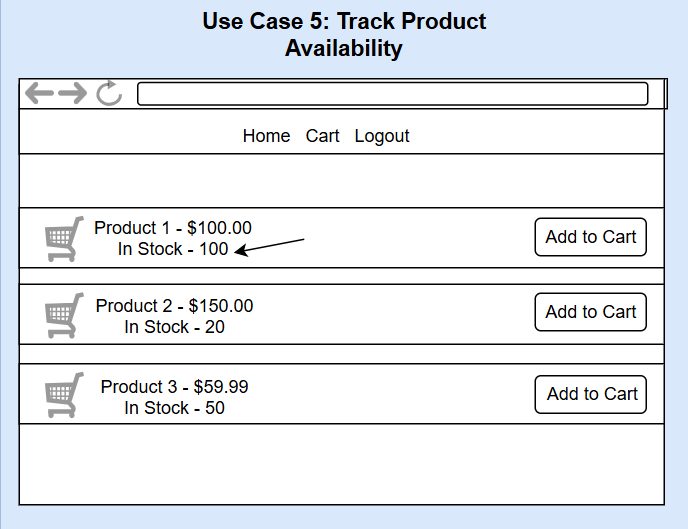 Use Case 5: Track Product
Availability
Home Cart Logout
Product 1 - $100.00
In Stock - 100
Add to Cart
Product 2 - $150.00
In Stock - 20
Add to Cart
Product 3 - $59.99
In Stock - 50
Add to Cart